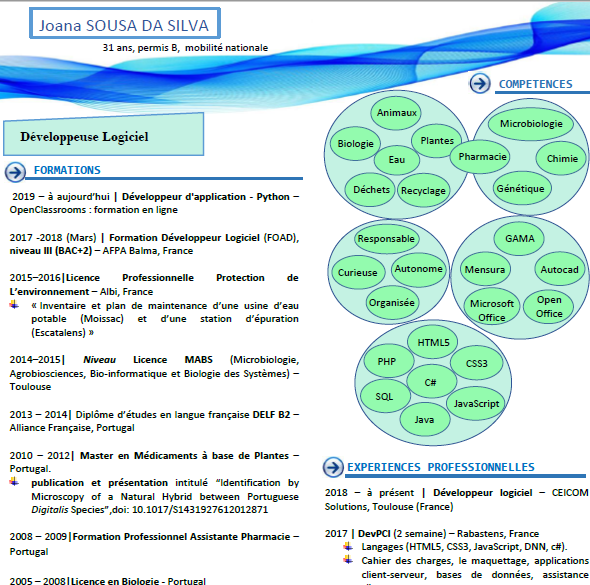 Joana SOUSA DA SILVA
31 ans, permis B, mobilité nationale
Développeuse Logiciel
FORMATIONS
2019 – à aujourd'hui | Développeur d'application - Python –
OpenClassrooms : formation en ligne
2017 -2018 (Mars) | Formation Développeur Logiciel (FOAD),
niveau III (BAC+2) – AFPA Balma, France
2015–2016|Licence Professionnelle Protection de
L'environnement – Albi, France
« Inventaire et plan de maintenance d'une usine d'eau
potable (Moissac) et d'une station d'épuration
(Escatalens) »
2014–2015| Niveau Licence MABS (Microbiologie,
Agrobiosciences, Bio-informatique et Biologie des Systèmes) –
Toulouse
2013 – 2014| Diplôme d'études en langue française DELF B2 –
Alliance Française, Portugal
2010 – 2012| Master en Médicaments à base de Plantes –
Portugal.
publication et présentation intitulé "Identification by
Microscopy of a Natural Hybrid between Portuguese
Digitalis Species",doi: 10.1017/S1431927612012871
2008 – 2009|Formation Professionnel Assistante Pharmacie –
Portugal
2005 – 2008|Licence en Biologie - Portugal
COMPETENCES
Animaux
Biologie
Plantes
Eau
Déchets
Recyclage
Pharmacie
Microbiologie
Chimie
Génétique
Responsable
Curieuse
Autonome
Organisée
GAMA
Mensura
Autocad
Microsoft
Office
Open
Office
HTML5
PHP
CSS3
C#
SQL
JavaScript
Java
EXPERIENCES PROFESSIONNELLES
2018 – à présent | Développeur logiciel – CEICOM
Solutions, Toulouse (France)
2017 | DevPCI (2 semaine) – Rabastens, France
Langages (HTML5, CSS3, JavaScript, DNN, c#).
Cahier des charges, le maquettage, applications
client-serveur, bases de données, assistance